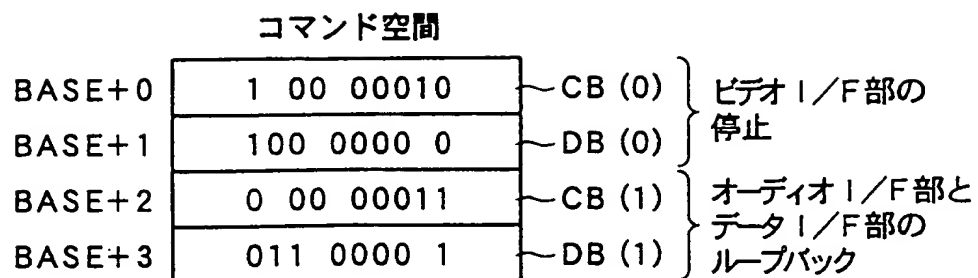 コマンド空間
BASE+0 1 00 00010 CB (0)
BASE+1 100 0000 0 DB (0)
ビデオI/F部の
停止
BASE+2 0 00 00011 CB (1)
BASE+3 011 0000 1 DB (1)
オーディオI/F部と
データI/F部の
ループバック